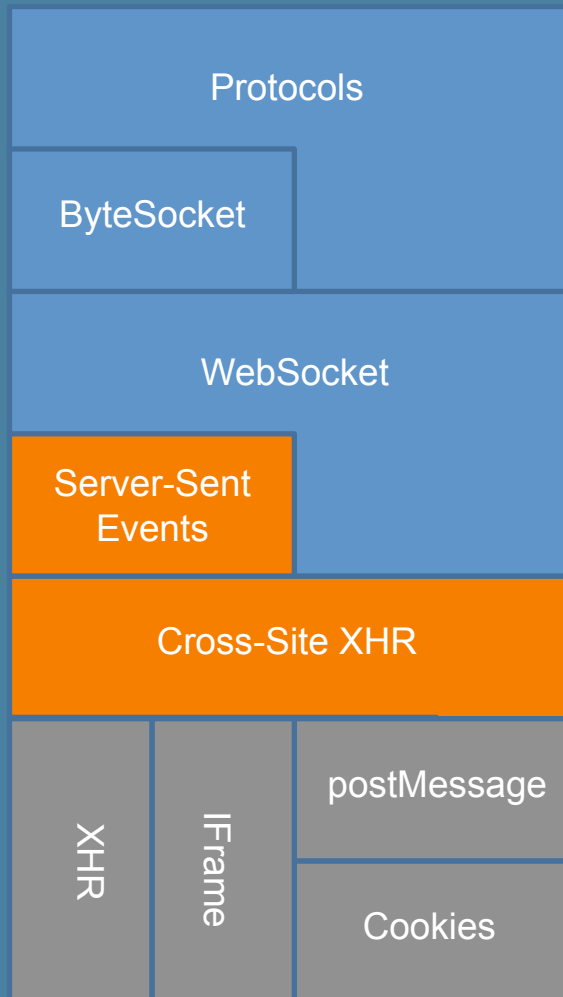 Protocols
ByteSocket
WebSocket
Server-Sent
Events
Cross-Site XHR
XHR
IFrame
postMessage
Cookies